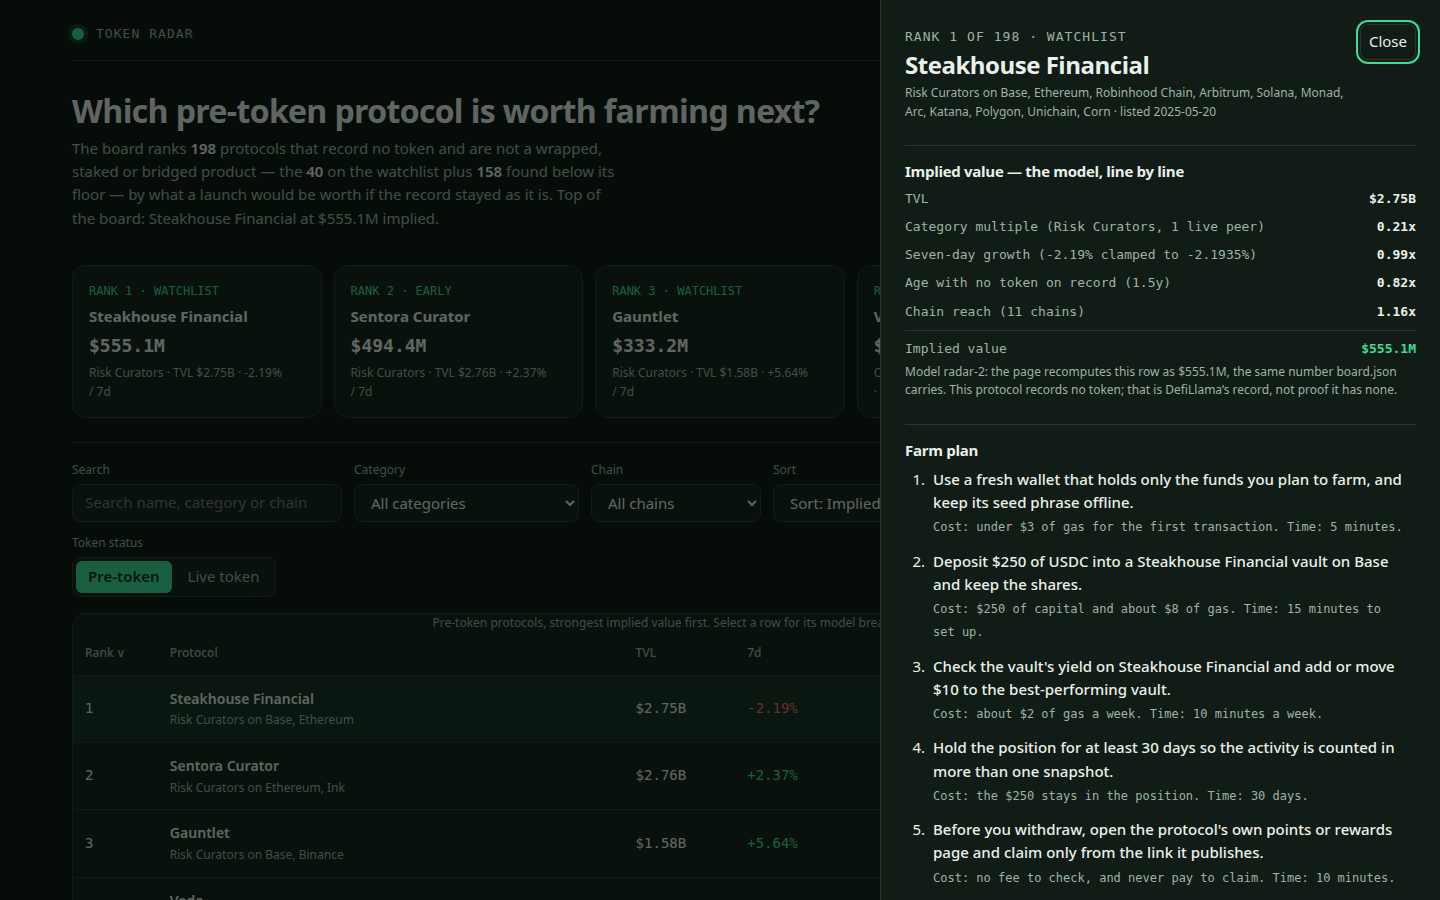 TOKEN RADAR
Which pre-token protocol is worth farming next?
The board ranks 198 protocols that record no token and are not a wrapped,
staked or bridged product — the 40 on the watchlist plus 158 found below its
floor — by what a launch would be worth if the record stayed as it is. Top of
the board: Steakhouse Financial at $555.1M implied.
RANK 1 · WATCHLIST
Steakhouse Financial
$555.1M
Risk Curators · TVL $2.75B · -2.19%
/ 7d
RANK 2 · EARLY
Sentora Curator
$494.4M
Risk Curators · TVL $2.76B · +2.37%
/ 7d
RANK 3 · WATCHLIST
Gauntlet
$333.2M
Risk Curators · TVL $1.58B · +5.64%
/ 7d
Search
Category
Chain
Sort
Search name, category or chain
All categories
All chains
Sort: Implied
Token status
Pre-token
Live token
Pre-token protocols, strongest implied value first. Select a row for its model
Rank v
Protocol
TVL
7d
1
Steakhouse Financial
Risk Curators on Base, Ethereum
$2.75B
-2.19%
2
Sentora Curator
Risk Curators on Ethereum, Ink
$2.76B
+2.37%
3
Gauntlet
Risk Curators on Base, Binance
$1.58B
+5.64%
RANK 1 OF 198 · WATCHLIST
Close
Steakhouse Financial
Risk Curators on Base, Ethereum, Robinhood Chain, Arbitrum, Solana, Monad,
Arc, Katana, Polygon, Unichain, Corn · listed 2025-05-20
Implied value — the model, line by line
TVL $2.75B
Category multiple (Risk Curators, 1 live peer) 0.21x
Seven-day growth (-2.19% clamped to -2.1935%) 0.99x
Age with no token on record (1.5y) 0.82x
Chain reach (11 chains) 1.16x
Implied value $555.1M
Model radar-2: the page recomputes this row as $555.1M, the same number board.json
carries. This protocol records no token; that is DefiLlama's record, not proof it has none.
Farm plan
1. Use a fresh wallet that holds only the funds you plan to farm, and
keep its seed phrase offline.
Cost: under $3 of gas for the first transaction. Time: 5 minutes.
2. Deposit $250 of USDC into a Steakhouse Financial vault on Base
and keep the shares.
Cost: $250 of capital and about $8 of gas. Time: 15 minutes to
set up.
3. Check the vault's yield on Steakhouse Financial and add or move
$10 to the best-performing vault.
Cost: about $2 of gas a week. Time: 10 minutes a week.
4. Hold the position for at least 30 days so the activity is counted in
more than one snapshot.
Cost: the $250 stays in the position. Time: 30 days.
5. Before you withdraw, open the protocol's own points or rewards
page and claim only from the link it publishes.
Cost: no fee to check, and never pay to claim. Time: 10 minutes.